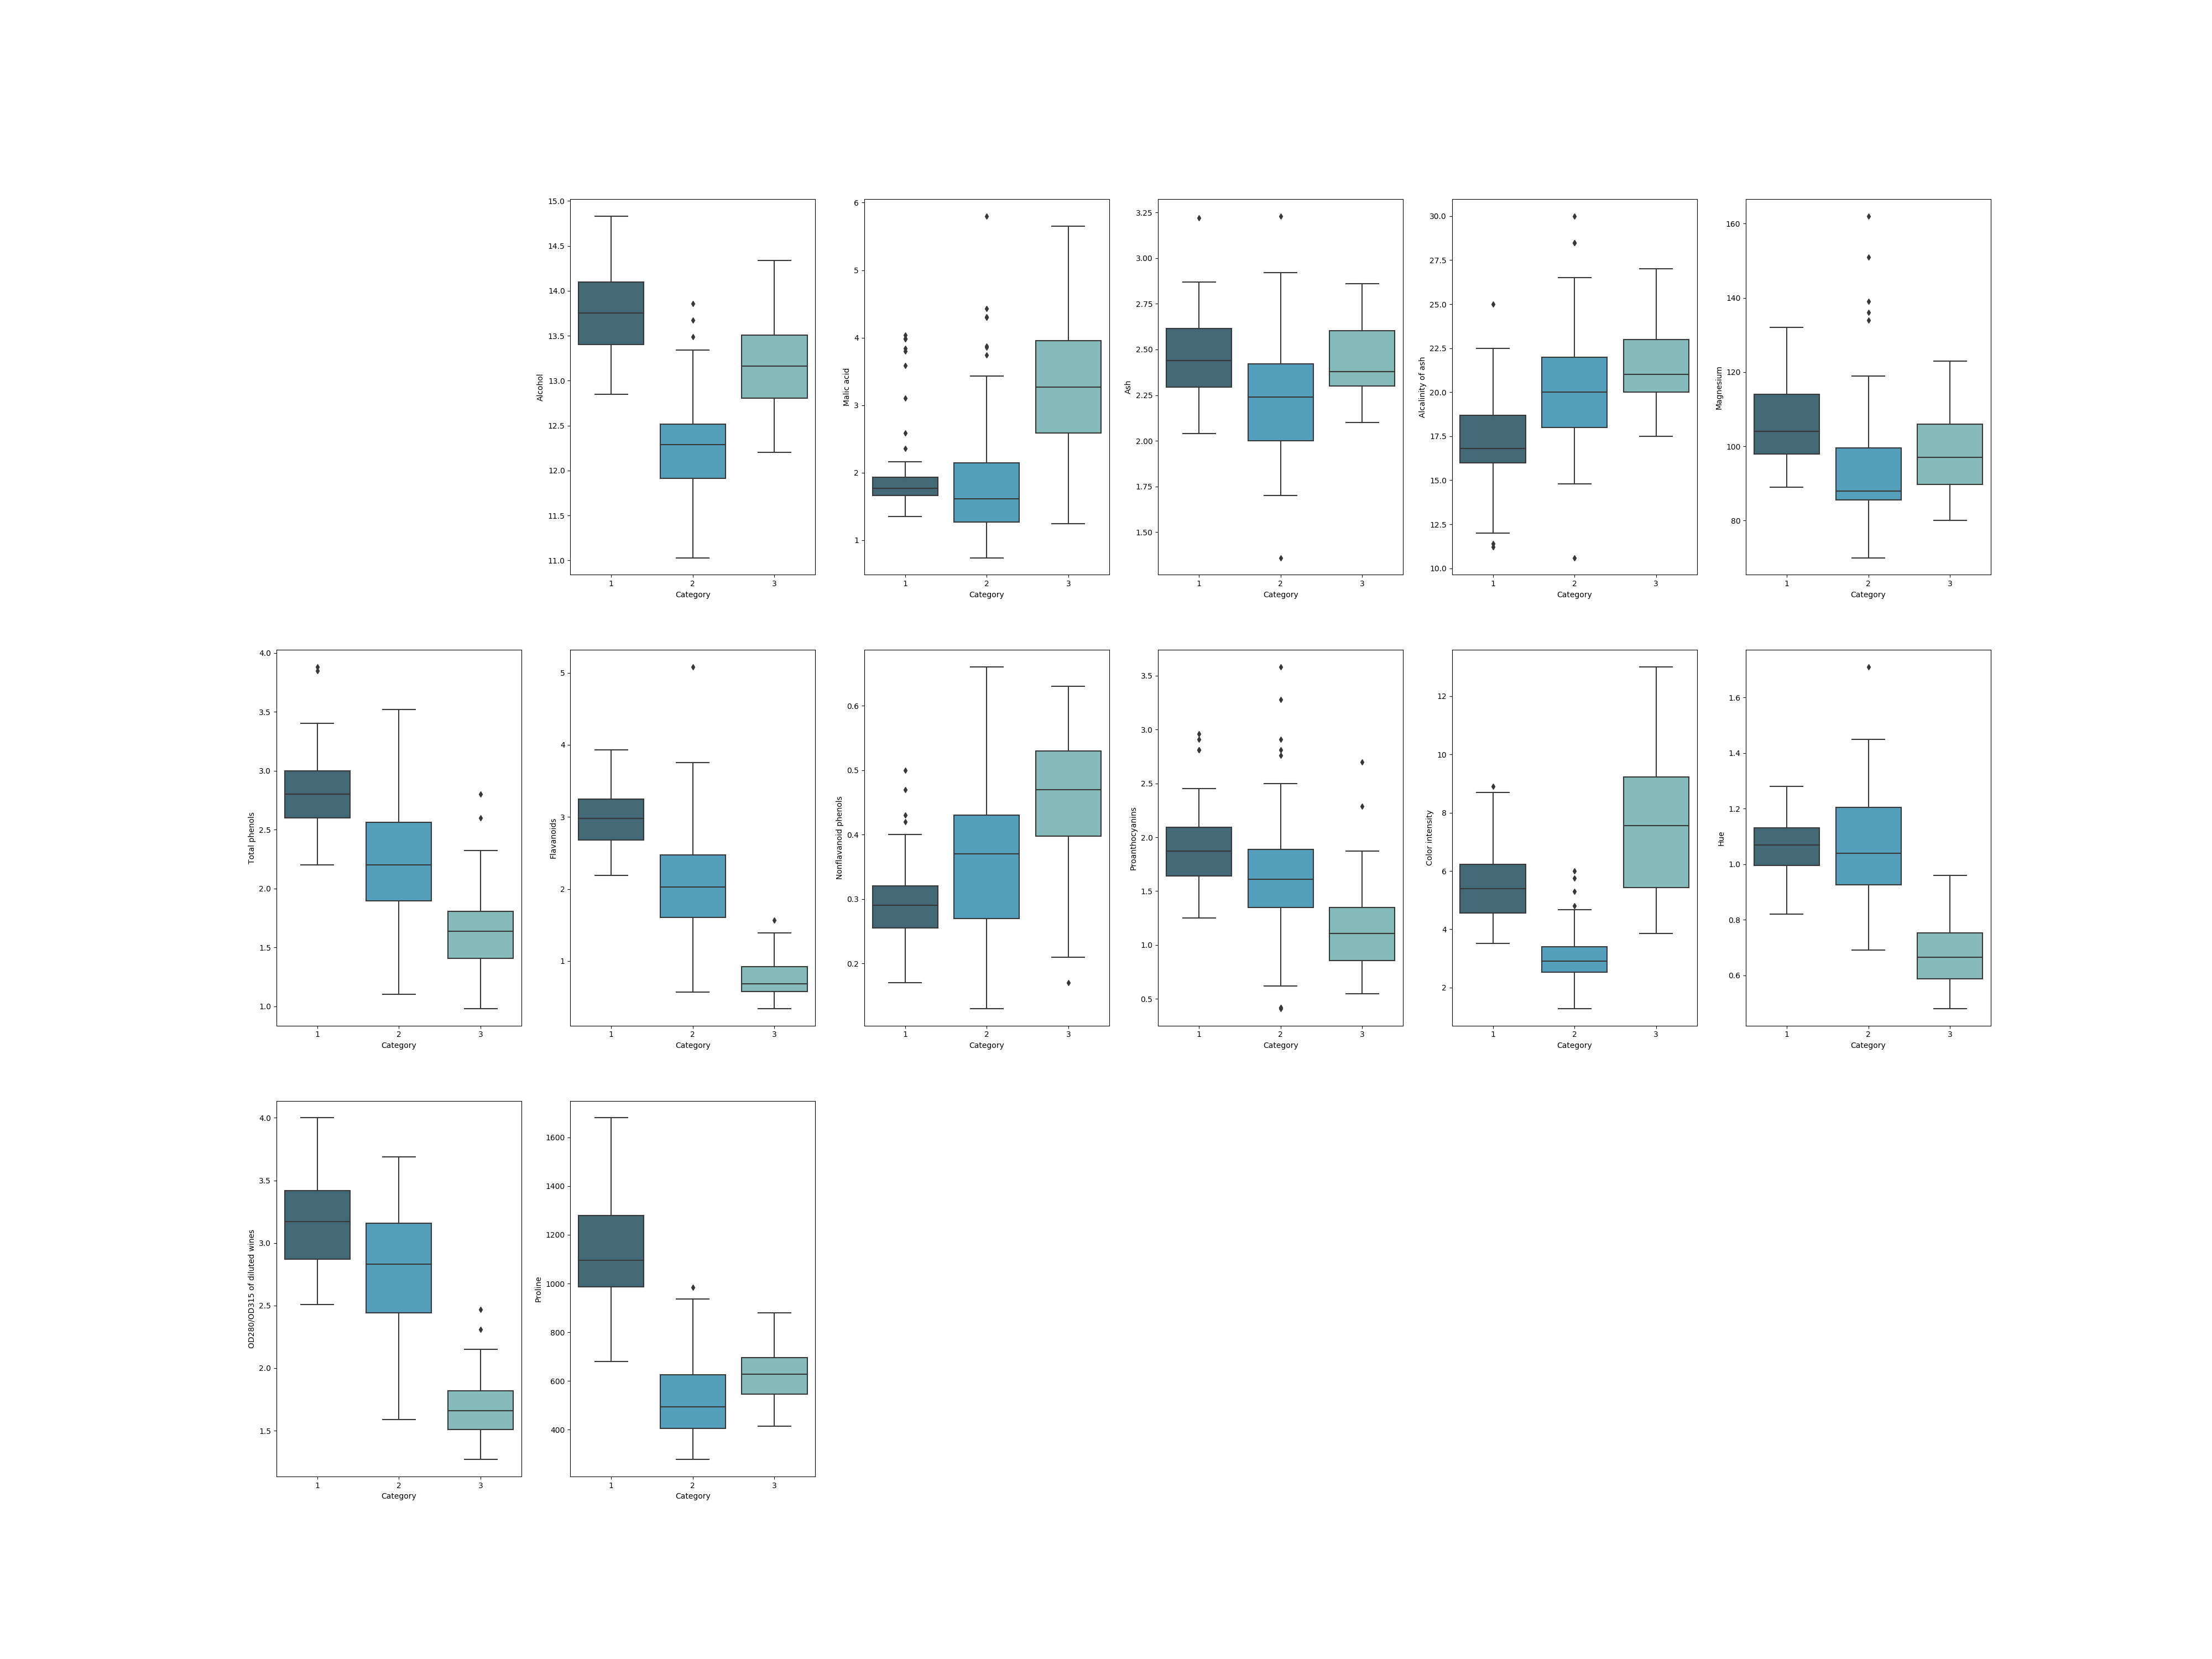 Alcohol
15.0
14.5
14.0
13.5
13.0
12.5
12.0
11.5
11.0
1 2 3
Category
Malic acid
6
5
4
3
2
1
1 2 3
Category
Ash
3.25
3.00
2.75
2.50
2.25
2.00
1.75
1.50
1 2 3
Category
Alcalinity of ash
30.0
27.5
25.0
22.5
20.0
17.5
15.0
12.5
10.0
1 2 3
Category
Magnesium
160
140
120
100
80
1 2 3
Category
Total phenols
4.0
3.5
3.0
2.5
2.0
1.5
1.0
1 2 3
Category
Flavanoids
5
4
3
2
1
1 2 3
Category
Nonflavanoid phenols
0.6
0.5
0.4
0.3
0.2
1 2 3
Category
Proanthocyanins
3.5
3.0
2.5
2.0
1.5
1.0
0.5
1 2 3
Category
Color intensity
12
10
8
6
4
2
1 2 3
Category
Hue
1.6
1.4
1.2
1.0
0.8
0.6
1 2 3
Category
OD280/OD315 of diluted wines
4.0
3.5
3.0
2.5
2.0
1.5
1 2 3
Category
Proline
1600
1400
1200
1000
800
600
400
1 2 3
Category